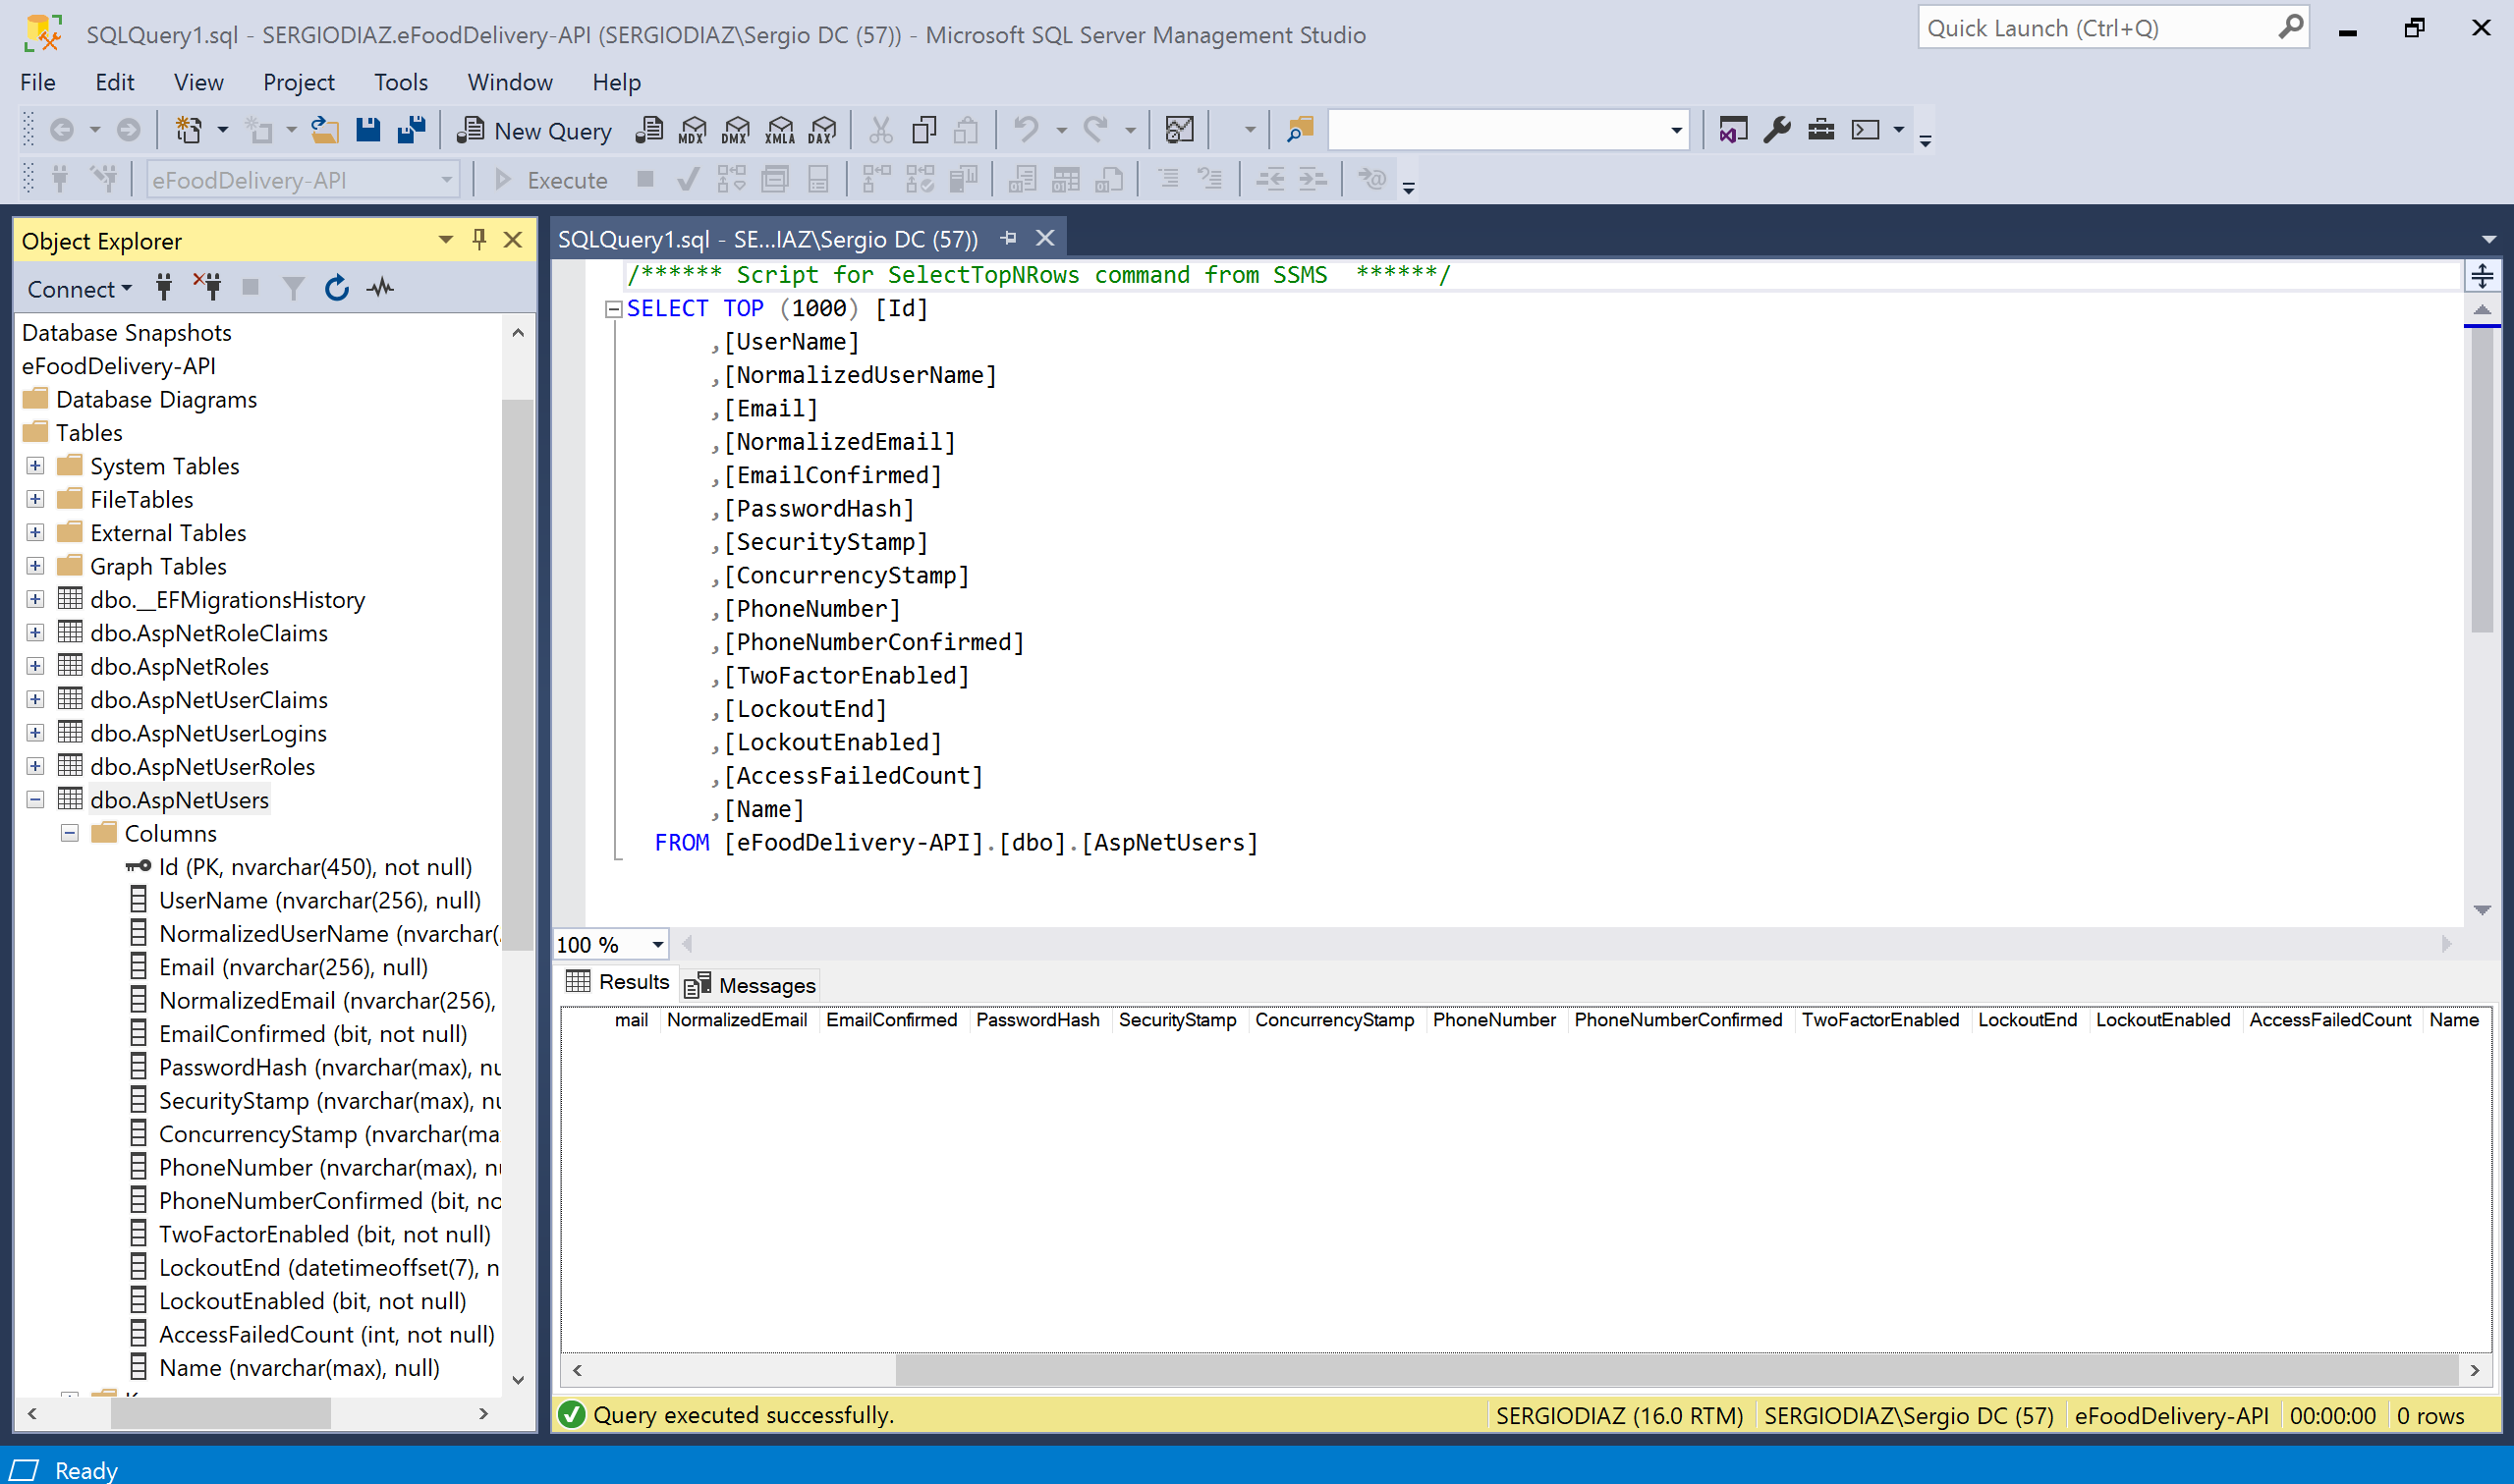 SQLQuery1.sql - SERGIODIAZ.eFoodDelivery-API (SERGIODIAZ\Sergio DC (57)) - Microsoft SQL Server Management Studio
Quick Launch (Ctrl+Q)
File Edit View Project Tools Window Help
New Query MDX DMX XMLA DAX
eFoodDelivery-API Execute
Object Explorer
Connect
Database Snapshots
eFoodDelivery-API
Database Diagrams
Tables
System Tables
FileTables
External Tables
Graph Tables
dbo.__EFMigrationsHistory
dbo.AspNetRoleClaims
dbo.AspNetRoles
dbo.AspNetUserClaims
dbo.AspNetUserLogins
dbo.AspNetUserRoles
dbo.AspNetUsers
Columns
Id (PK, nvarchar(450), not null)
UserName (nvarchar(256), null)
NormalizedUserName (nvarchar(
Email (nvarchar(256), null)
NormalizedEmail (nvarchar(256),
EmailConfirmed (bit, not null)
PasswordHash (nvarchar(max), nu
SecurityStamp (nvarchar(max), nu
ConcurrencyStamp (nvarchar(ma
PhoneNumber (nvarchar(max), nu
PhoneNumberConfirmed (bit, no
TwoFactorEnabled (bit, not null)
LockoutEnd (datetimeoffset(7), n
LockoutEnabled (bit, not null)
AccessFailedCount (int, not null)
Name (nvarchar(max), null)
SQLQuery1.sql - SE...IAZ\Sergio DC (57))
/****** Script for SelectTopNRows command from SSMS  ******/
SELECT TOP (1000) [Id]
,[UserName]
,[NormalizedUserName]
,[Email]
,[NormalizedEmail]
,[EmailConfirmed]
,[PasswordHash]
,[SecurityStamp]
,[ConcurrencyStamp]
,[PhoneNumber]
,[PhoneNumberConfirmed]
,[TwoFactorEnabled]
,[LockoutEnd]
,[LockoutEnabled]
,[AccessFailedCount]
,[Name]
FROM [eFoodDelivery-API].[dbo].[AspNetUsers]
100 %
Results Messages
mail NormalizedEmail EmailConfirmed PasswordHash SecurityStamp ConcurrencyStamp PhoneNumber PhoneNumberConfirmed TwoFactorEnabled LockoutEnd LockoutEnabled AccessFailedCount Name
Query executed successfully. SERGIODIAZ (16.0 RTM) SERGIODIAZ\Sergio DC (57) eFoodDelivery-API 00:00:00 0 rows
Ready